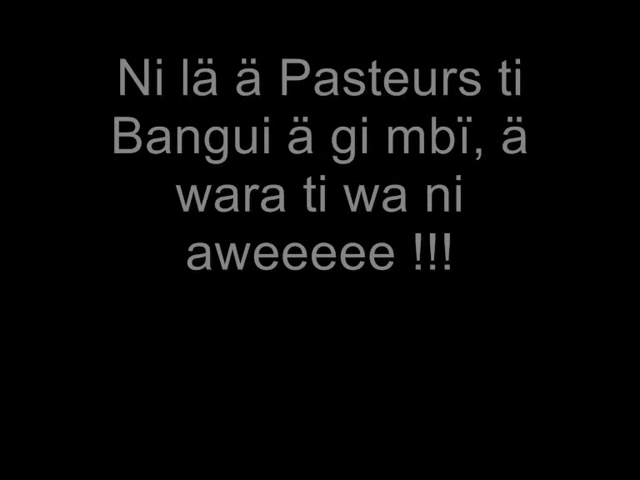 Ni lä ä Pasteurs ti
Bangui ä gi mbï, ä
wara ti wa ni
aweeeee !!!